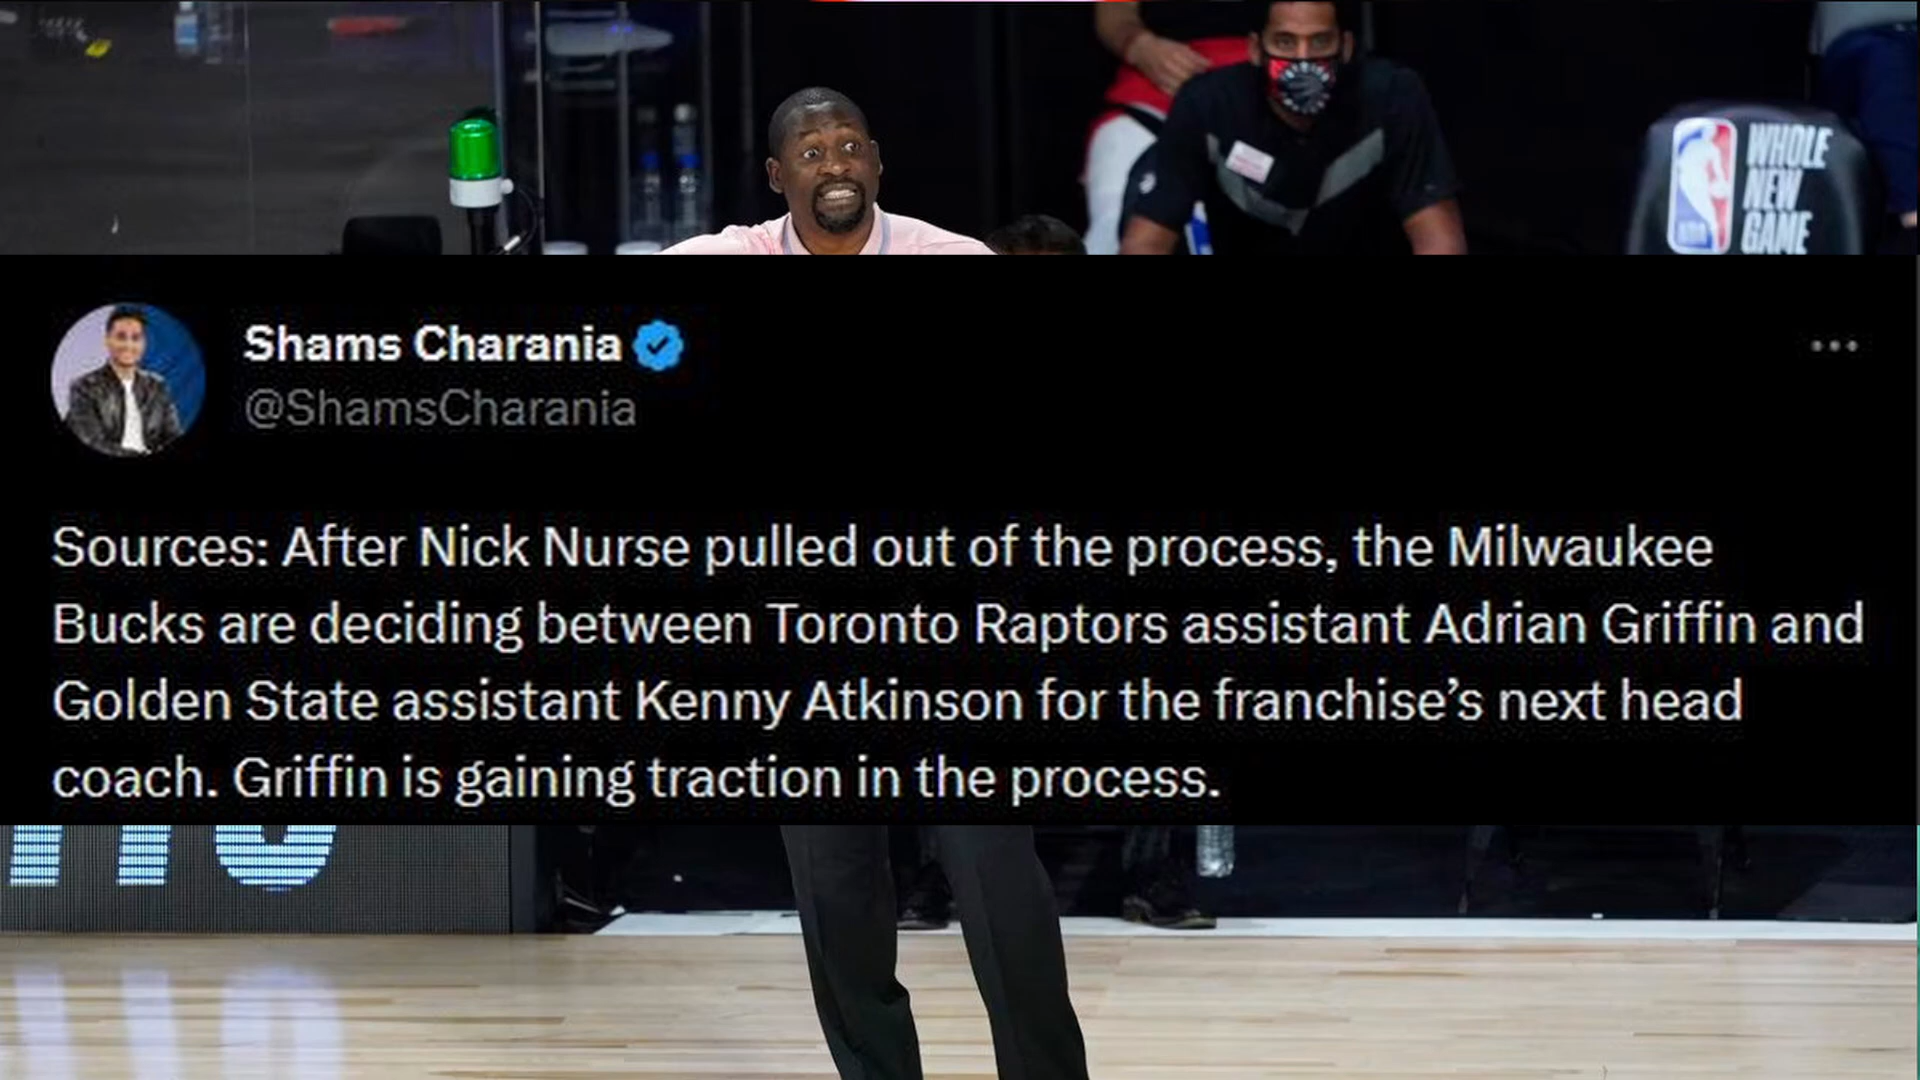 WHOLE
NEW
GAME
Shams Charania
@ShamsCharania
Sources: After Nick Nurse pulled out of the process, the Milwaukee
Bucks are deciding between Toronto Raptors assistant Adrian Griffin and
Golden State assistant Kenny Atkinson for the franchise’s next head
coach. Griffin is gaining traction in the process.